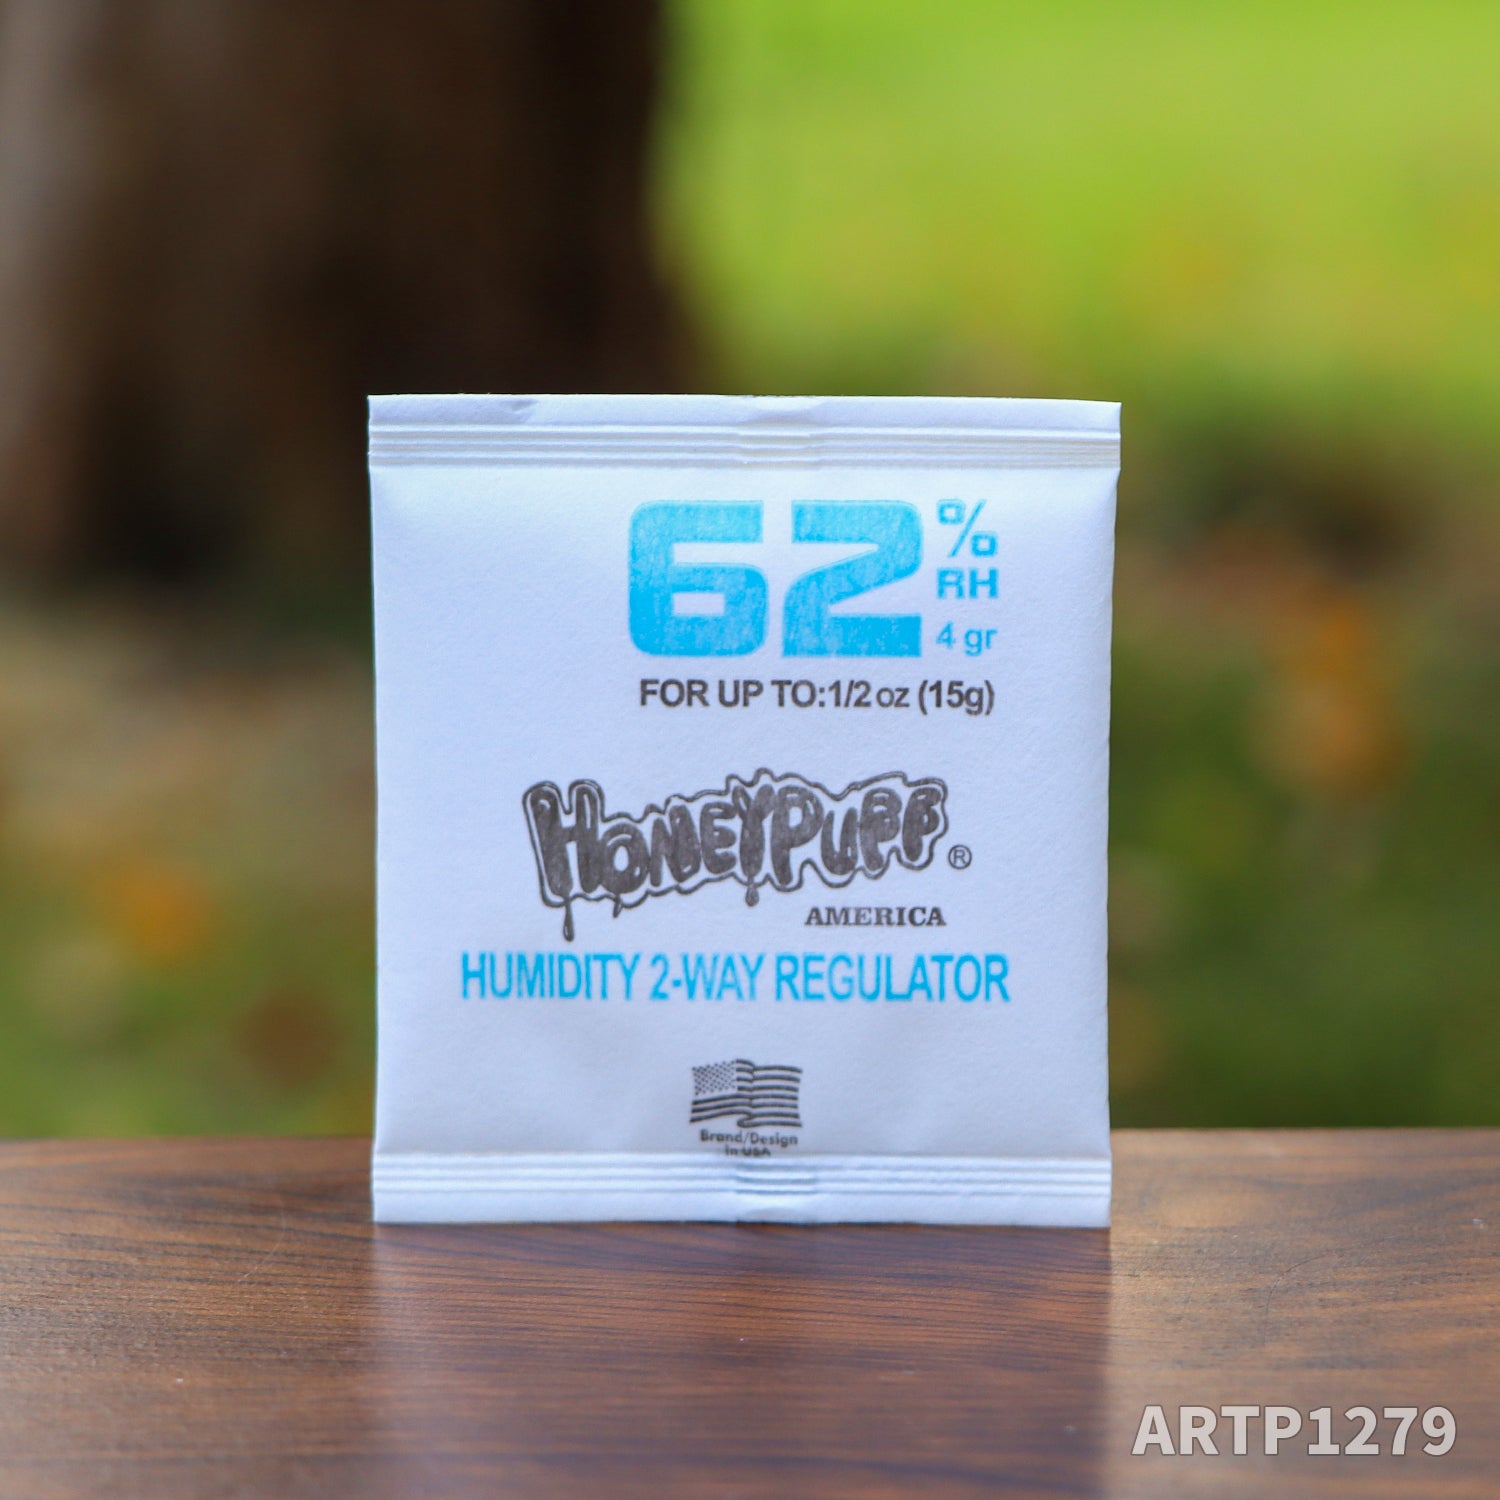 62 %
RH
4 gr
FOR UP TO:1/2 oz (15g)
HONEYPUFF ®
AMERICA
HUMIDITY 2-WAY REGULATOR
Brand/Design
in USA
ARTP1279